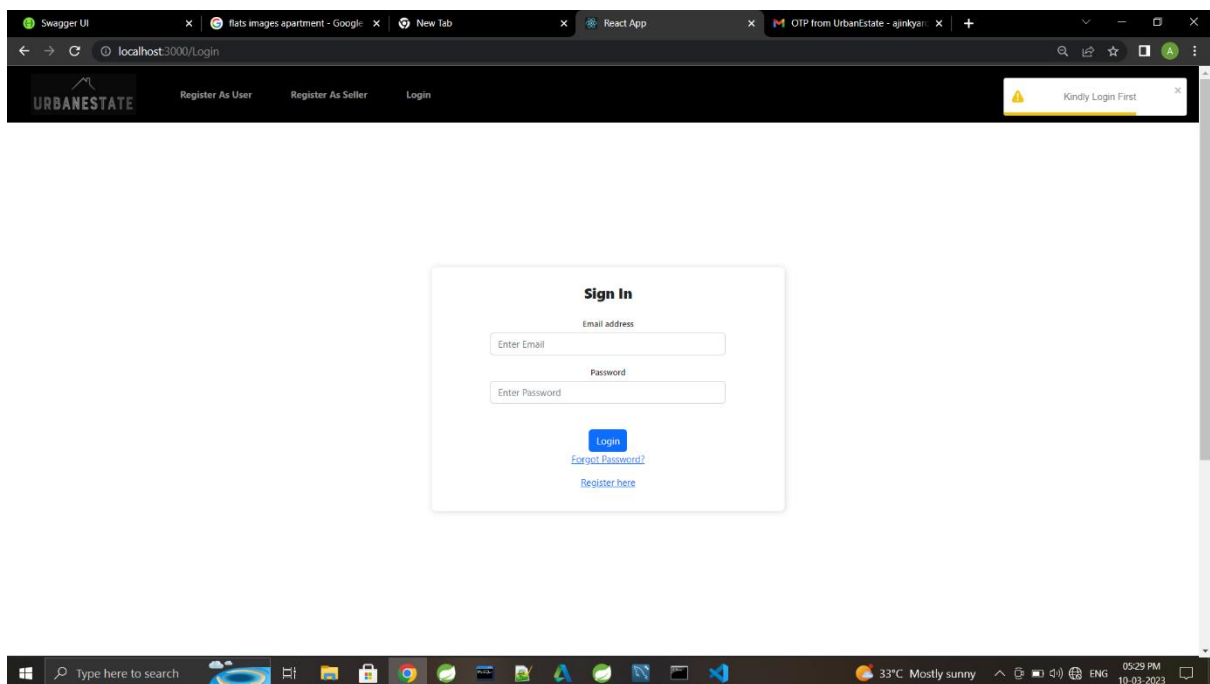 Swagger UI
flats images apartment - Google
New Tab
React App
OTP from UrbanEstate - ajinkyar
localhost:3000/Login
A
URBANESTATE
Register As User
Register As Seller
Login
Kindly Login First
Sign In
Email address
Enter Email
Password
Enter Password
Login
Forgot Password?
Register here
Type here to search
33°C Mostly sunny
ENG
05:29 PM
10-03-2023